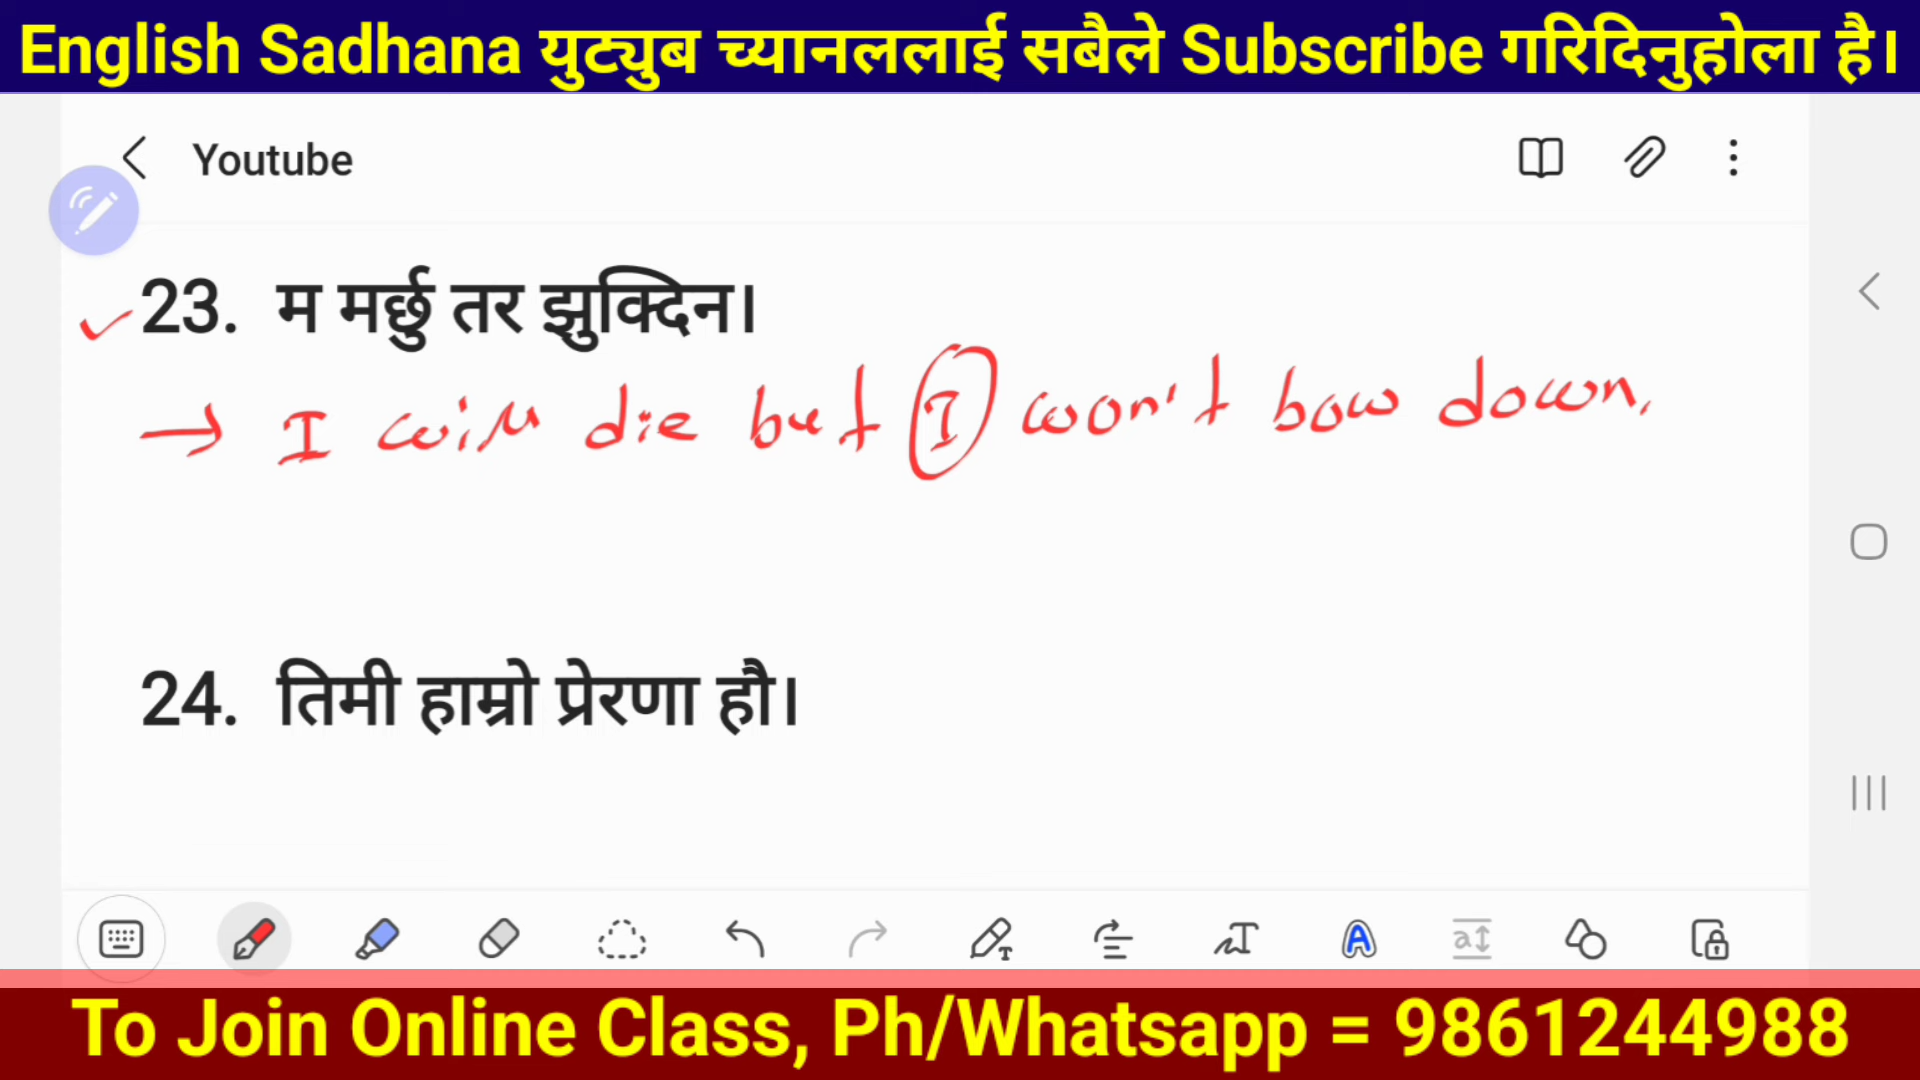 English Sadhana युट्युब च्यानललाई सबैले Subscribe गरिदिनुहोला है।
Youtube
23. म मर्छु तर झुक्दिन।
→ I will die but I won't bow down.
24. तिमी हाम्रो प्रेरणा हौ।
To Join Online Class, Ph/Whatsapp = 9861244988